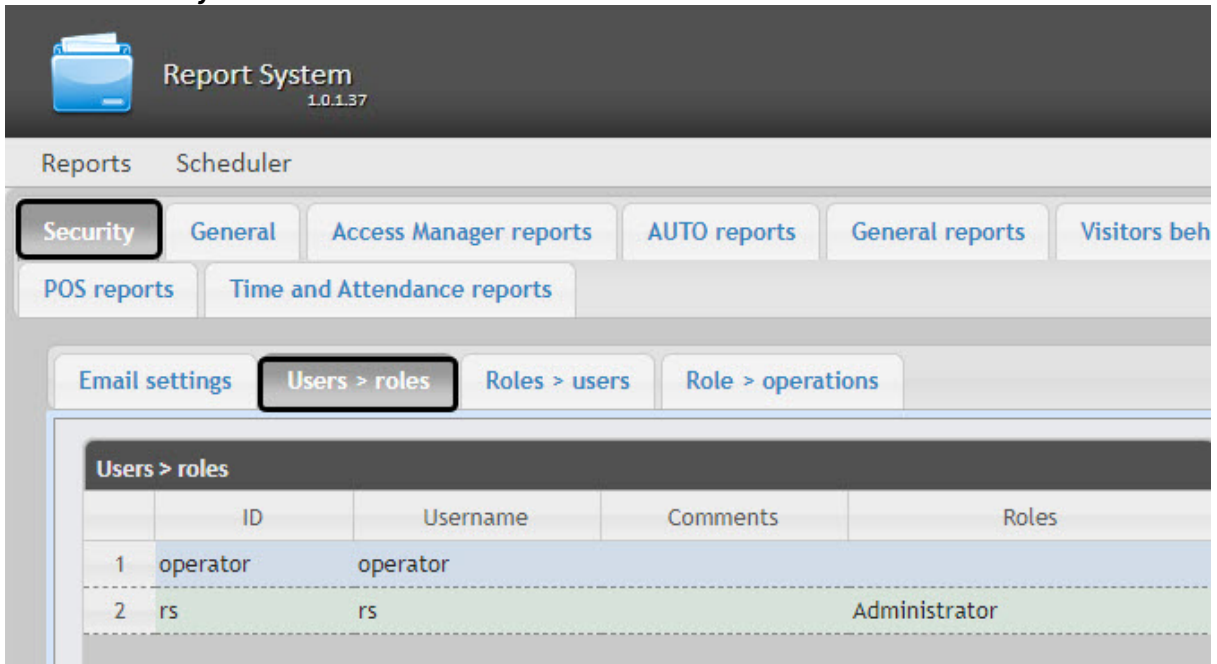 Report System
1.0.1.37
Reports Scheduler
Security General Access Manager reports AUTO reports General reports Visitors beh
POS reports Time and Attendance reports
Email settings Users > roles Roles > users Role > operations
Users > roles
ID Username Comments Roles
1 operator operator
2 rs rs Administrator